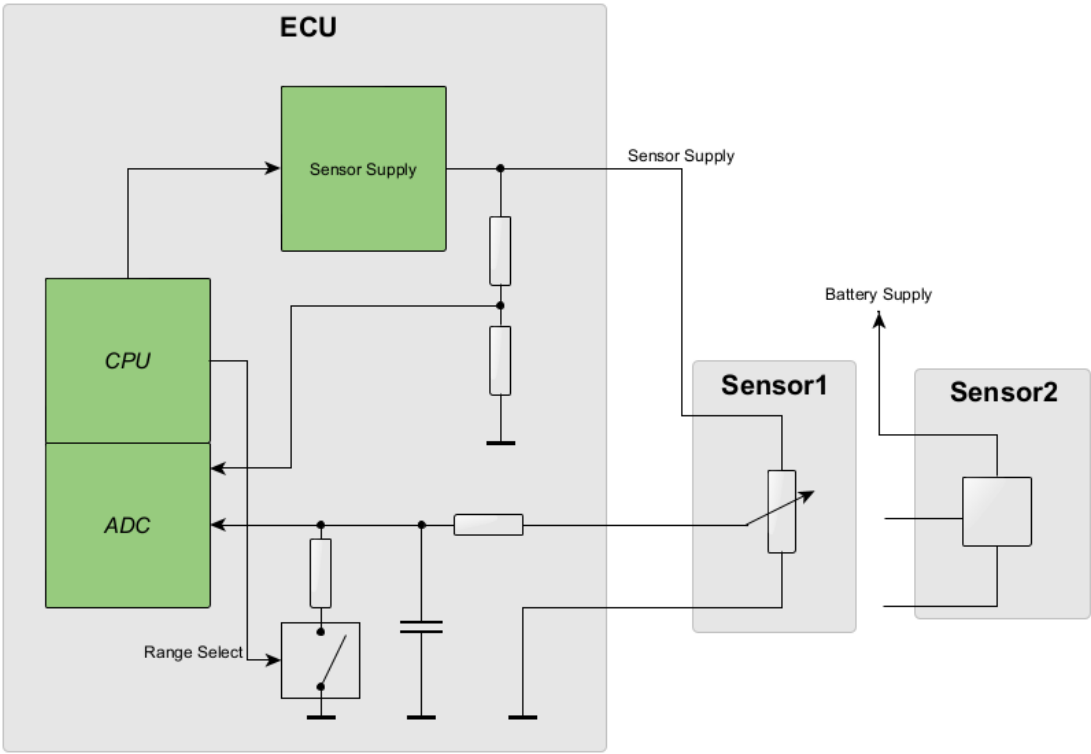 ECU
Sensor Supply
Sensor Supply
Battery Supply
CPU
Sensor1
Sensor2
ADC
Range Select